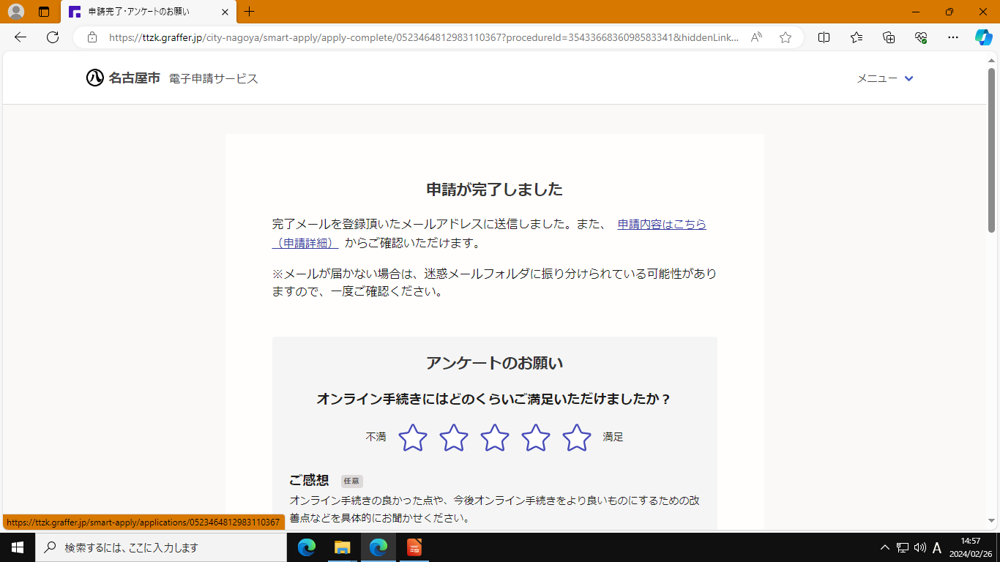 申請完了・アンケートのお願い
https://ttzk.graffer.jp/city-nagoya/smart-apply/apply-complete/0523464812983110367?procedureId=3543366836098583341&hiddenLink...
名古屋市 電子申請サービス
メニュー
申請が完了しました
完了メールを登録頂いたメールアドレスに送信しました。また、 申請内容はこちら
（申請詳細） からご確認いただけます。
※メールが届かない場合は、迷惑メールフォルダに振り分けられている可能性があり
ますので、一度ご確認ください。
アンケートのお願い
オンライン手続きにはどのくらいご満足いただけましたか？
不満 満足
ご感想 任意
オンライン手続きの良かった点や、今後オンライン手続きをより良いものにするための改
善点などを具体的にお聞かせください。
https://ttzk.graffer.jp/smart-apply/applications/0523464812983110367
検索するには、ここに入力します
A
14:57
2024/02/26